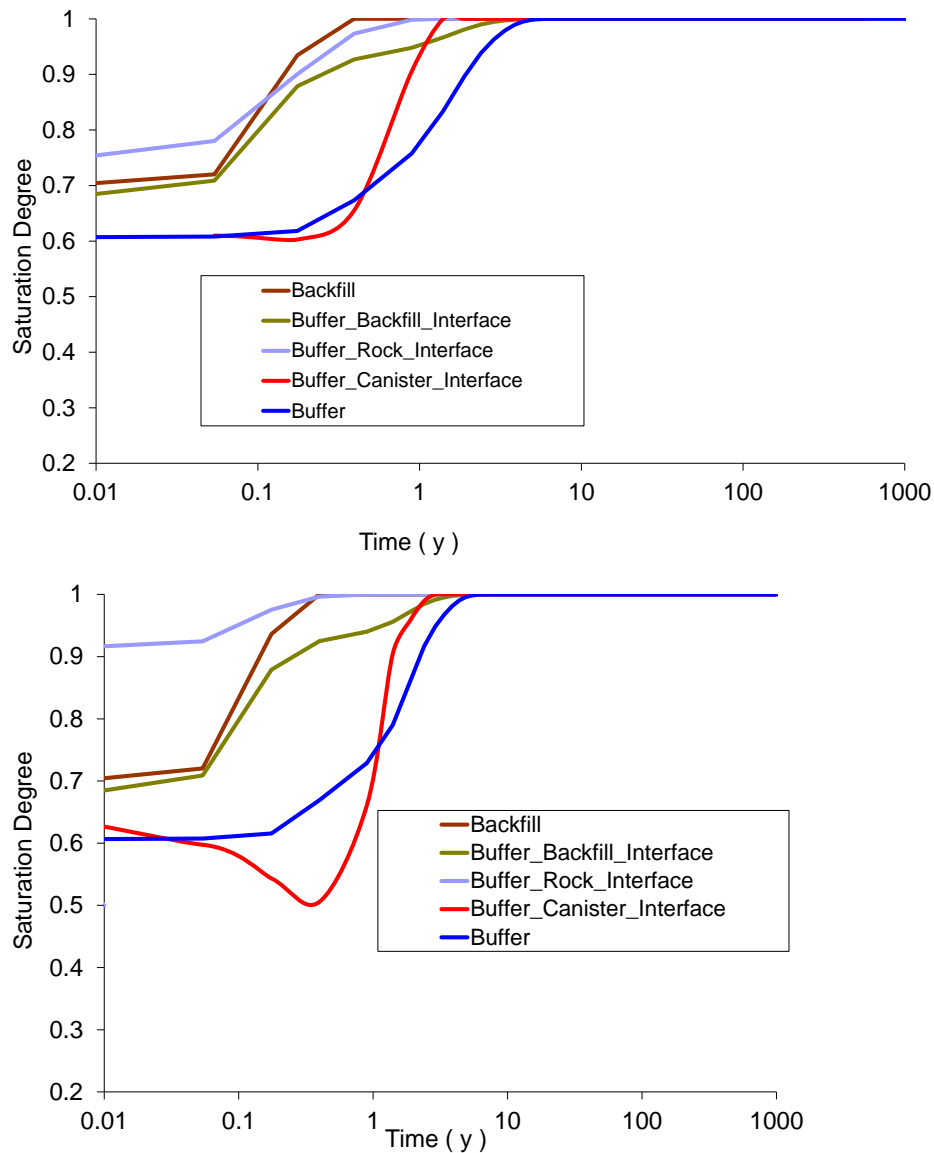 1
0.9
0.8
0.7
0.6
0.5
0.4
0.3
0.2
Saturation Degree
Backfill
Buffer_Backfill_Interface
Buffer_Rock_Interface
Buffer_Canister_Interface
Buffer
0.01 0.1 1 10 100 1000
Time ( y )
1
0.9
0.8
0.7
0.6
0.5
0.4
0.3
0.2
Saturation Degree
Backfill
Buffer_Backfill_Interface
Buffer_Rock_Interface
Buffer_Canister_Interface
Buffer
0.01 0.1 1 10 100 1000
Time ( y )